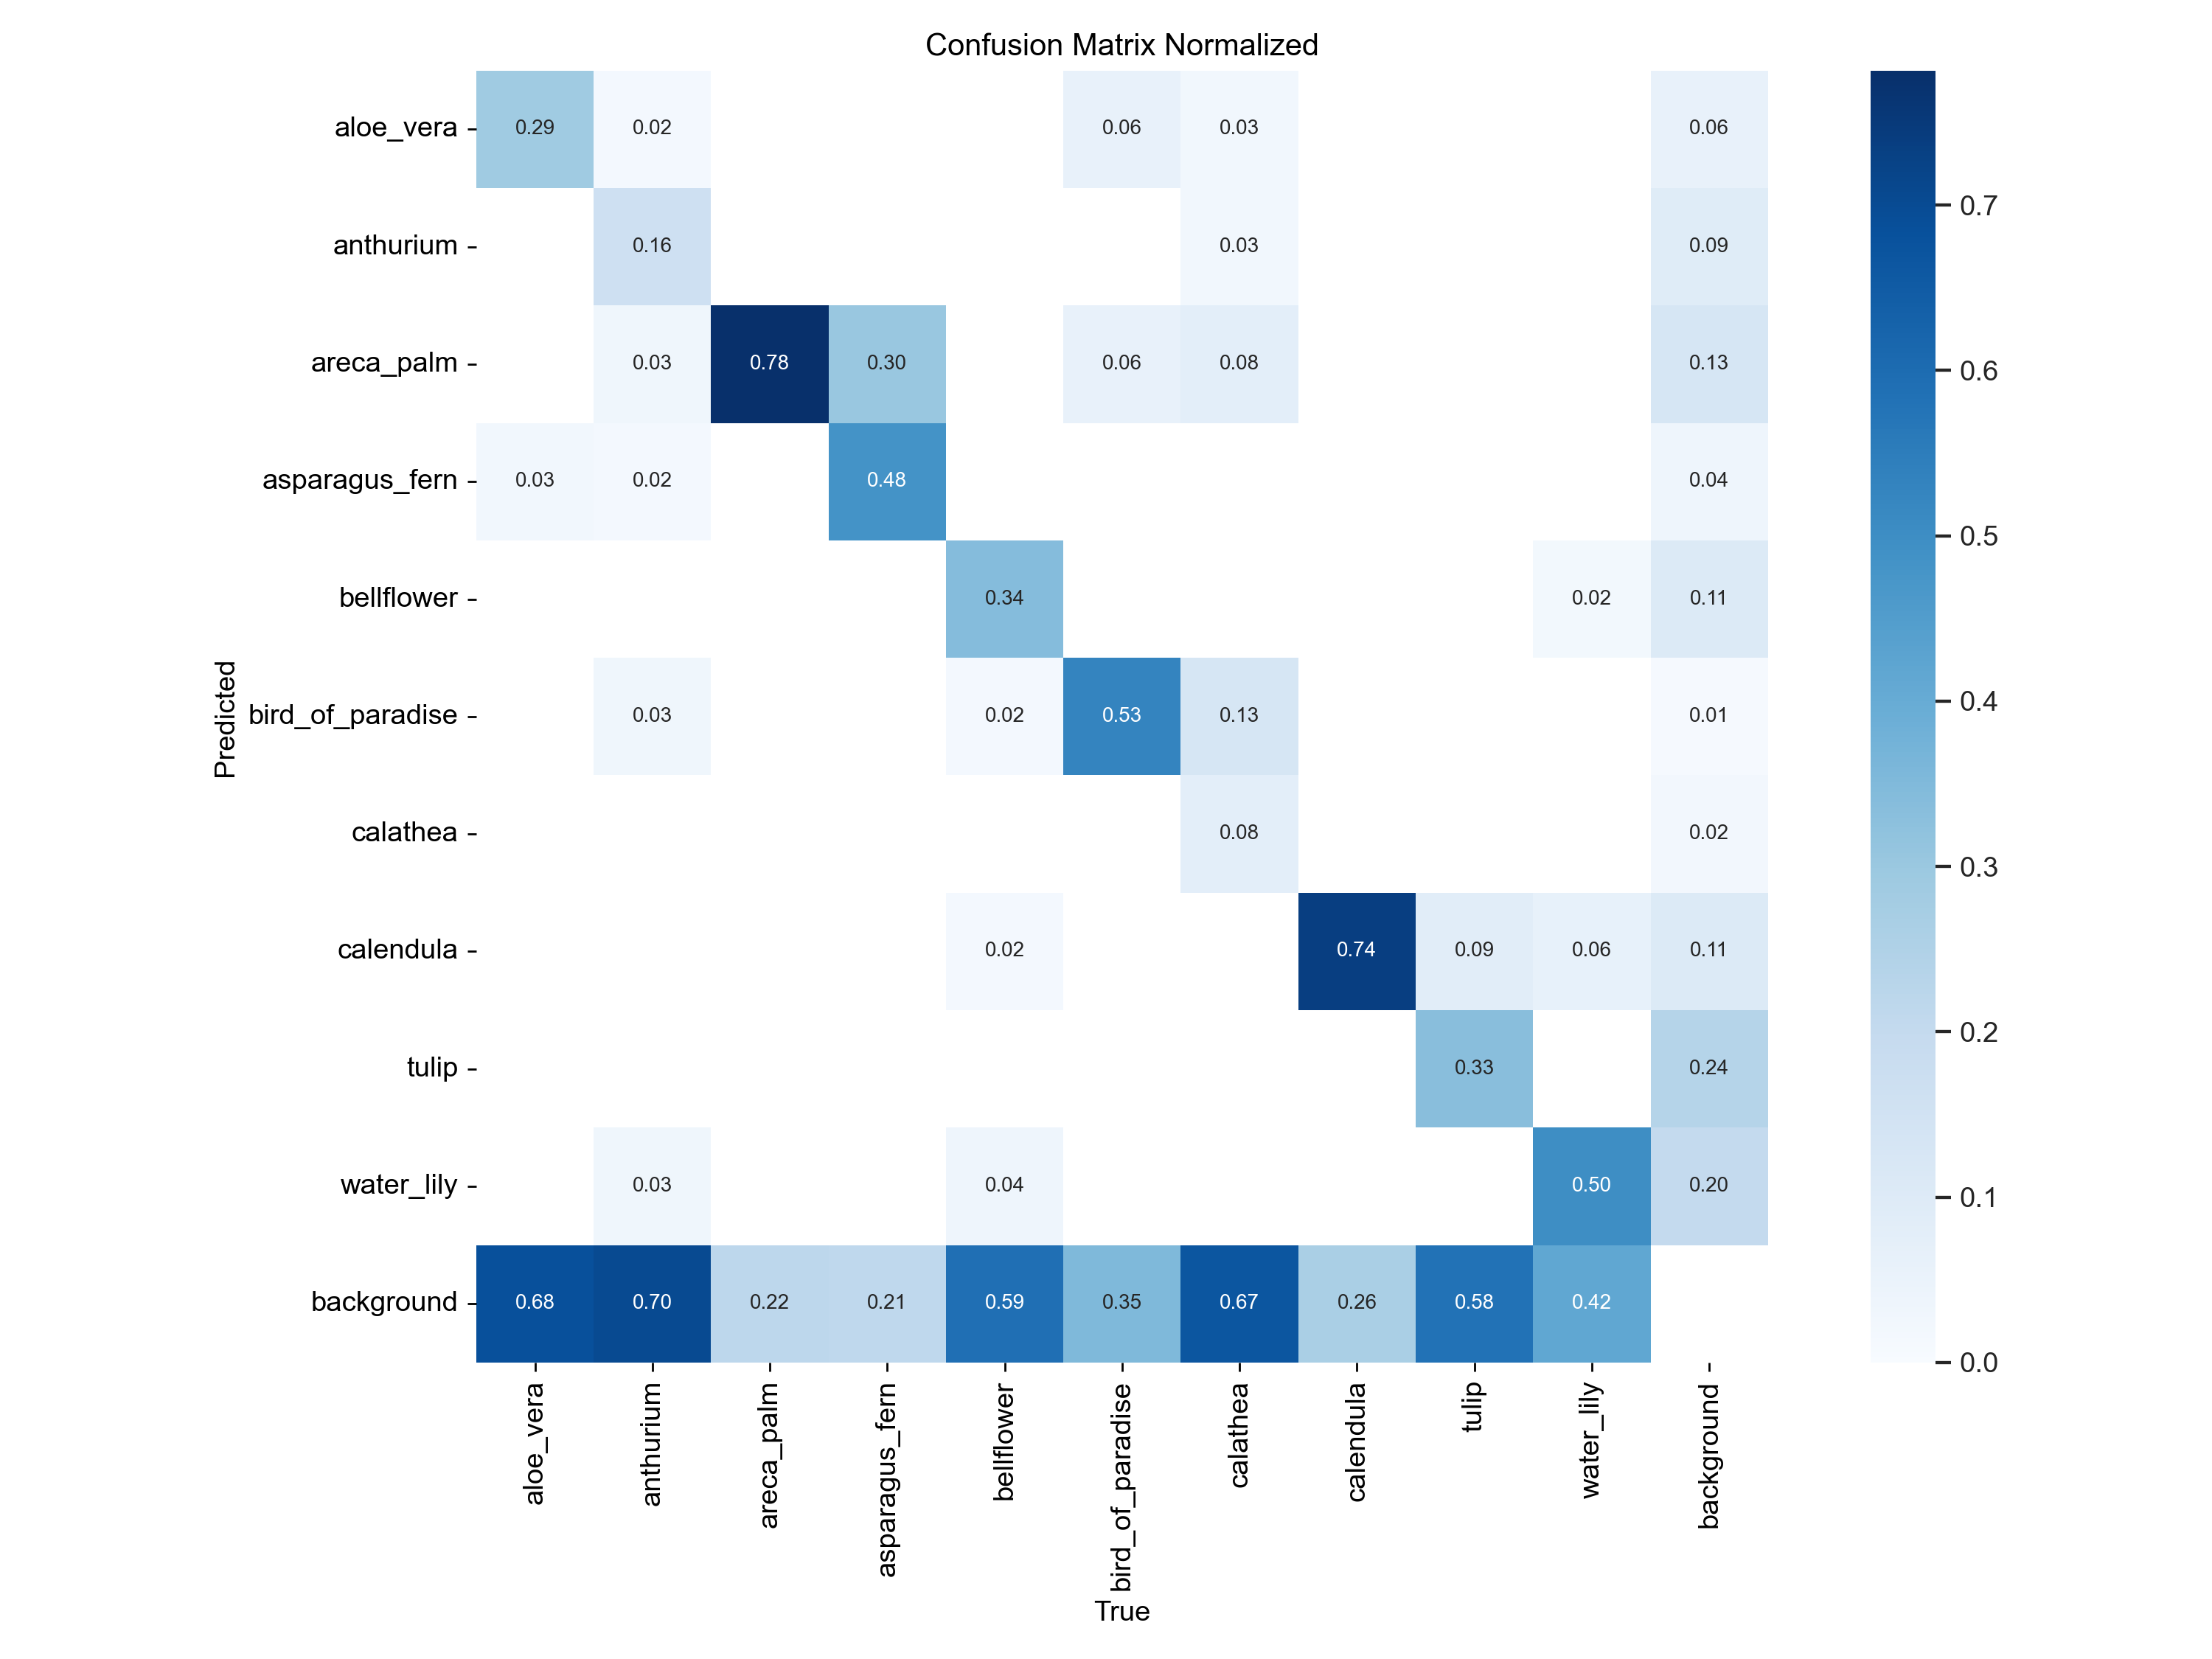 Confusion Matrix Normalized
aloe_vera 0.29 0.02 0.06 0.03 0.06
anthurium 0.16 0.03 0.09
areca_palm 0.03 0.78 0.30 0.06 0.08 0.13
asparagus_fern 0.03 0.02 0.48 0.04
bellflower 0.34 0.02 0.11
bird_of_paradise 0.03 0.02 0.53 0.13 0.01
calathea 0.08 0.02
calendula 0.02 0.74 0.09 0.06 0.11
tulip 0.33 0.24
water_lily 0.03 0.04 0.50 0.20
background 0.68 0.70 0.22 0.21 0.59 0.35 0.67 0.26 0.58 0.42
Predicted
aloe_vera
anthurium
areca_palm
asparagus_fern
bellflower
bird_of_paradise
calathea
calendula
tulip
water_lily
background
True
0.7
0.6
0.5
0.4
0.3
0.2
0.1
0.0